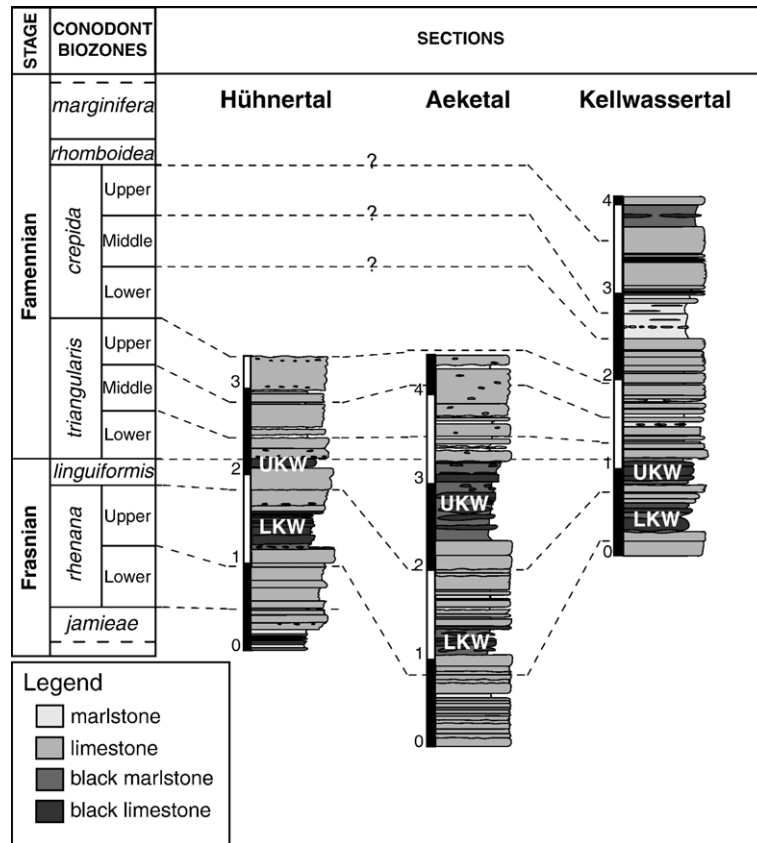 STAGE
CONODONT
BIOZONES
SECTIONS
Hühnertal
Aeketal
Kellwassertal
Famennian
Frasnian
marginifera
rhomboidea
crepida
Upper
Middle
Lower
triangularis
Upper
Middle
Lower
linguiformis
rhenana
Upper
Lower
jamieae
?
?
?
3
2
1
0
UKW
LKW
4
3
2
1
0
UKW
LKW
4
3
2
1
0
UKW
LKW
Legend
marlstone
limestone
black marlstone
black limestone